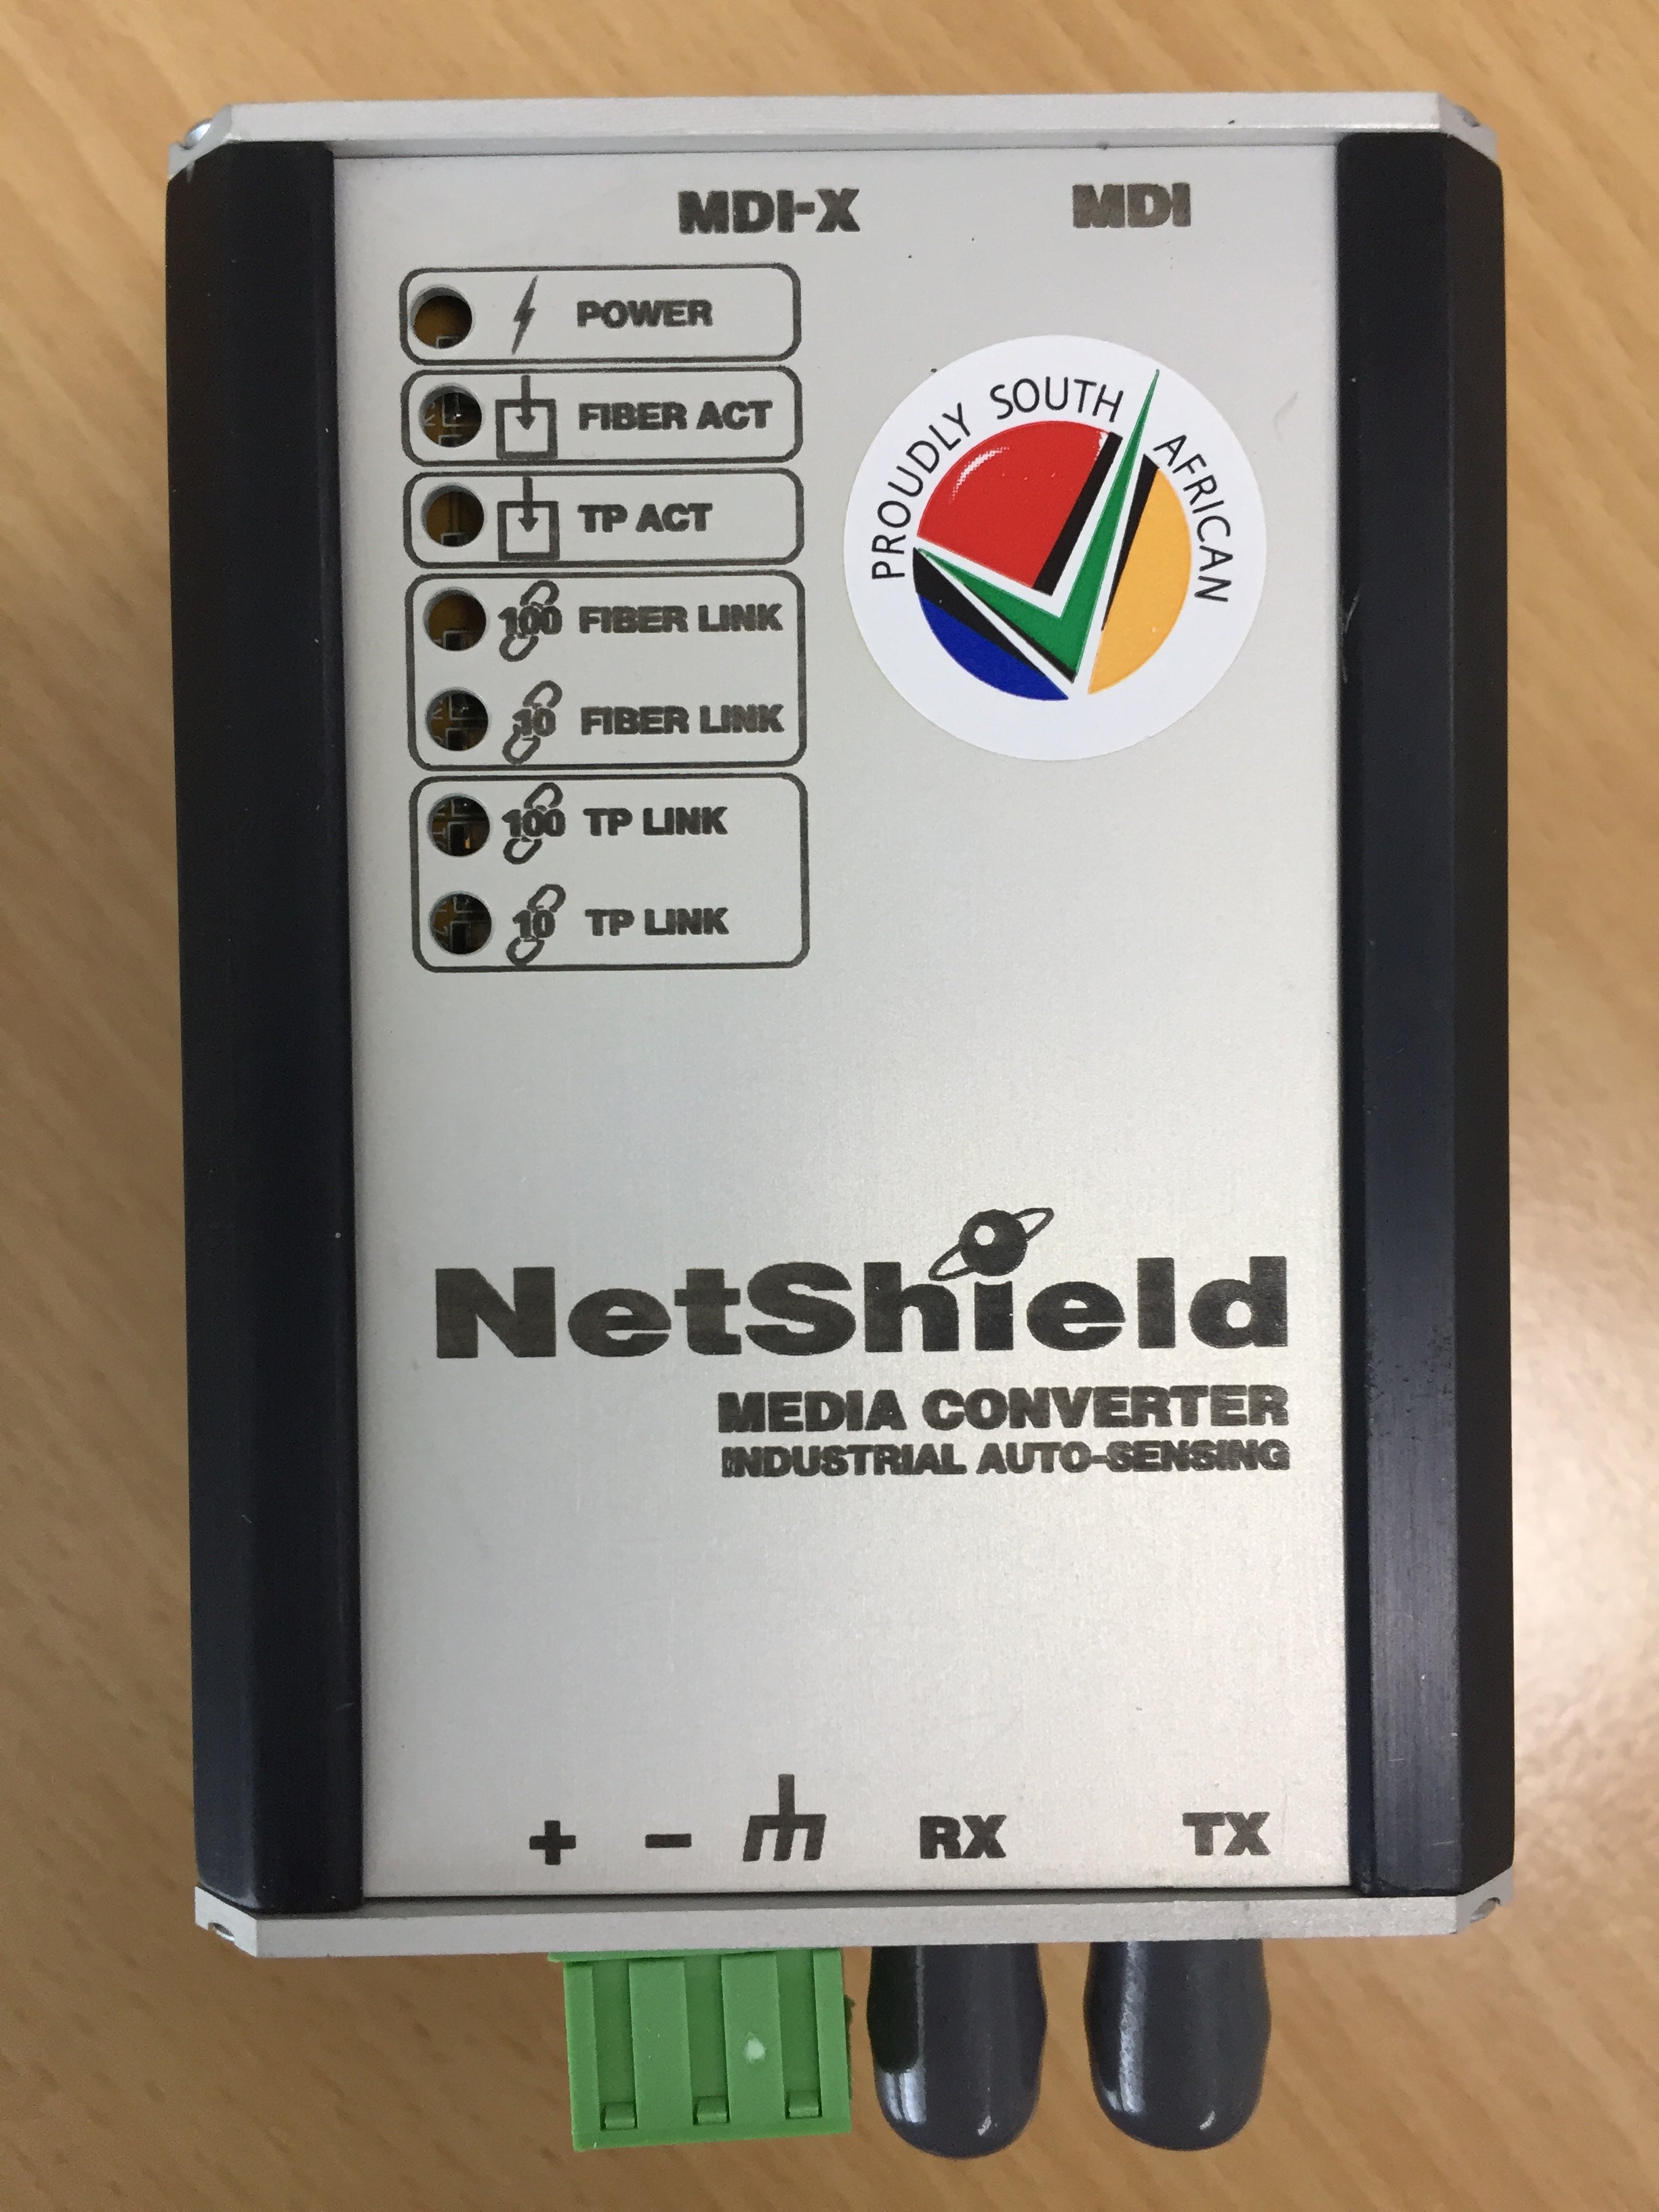 MDI-X MDI
POWER
FIBER ACT
TP ACT
100 FIBER LINK
10 FIBER LINK
100 TP LINK
10 TP LINK
PROUDLY SOUTH AFRICAN
NetShield
MEDIA CONVERTER
INDUSTRIAL AUTO-SENSING
+ - RX TX